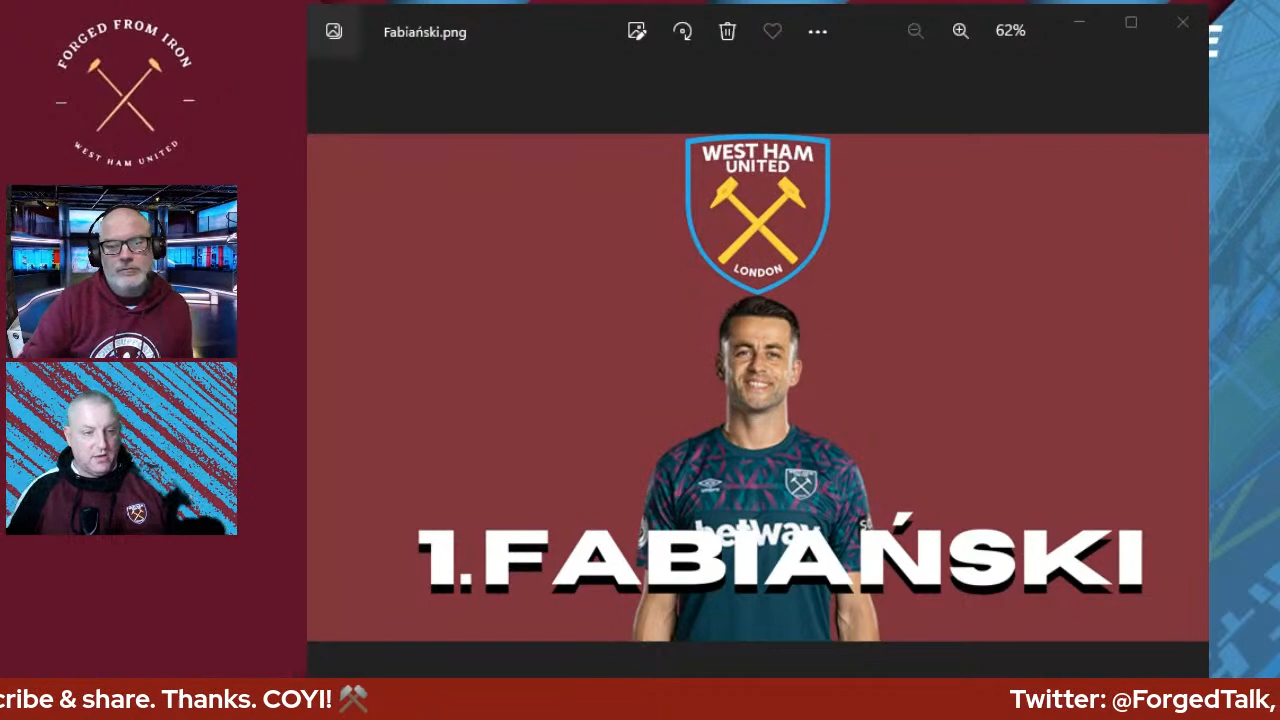 FORGED FROM IRON
WEST HAM UNITED
Fabiański.png
62%
WEST HAM
UNITED
LONDON
umbro
betway
1.FABIAŃSKI
cribe & share. Thanks. COYI! ⚒
Twitter: @ForgedTalk,